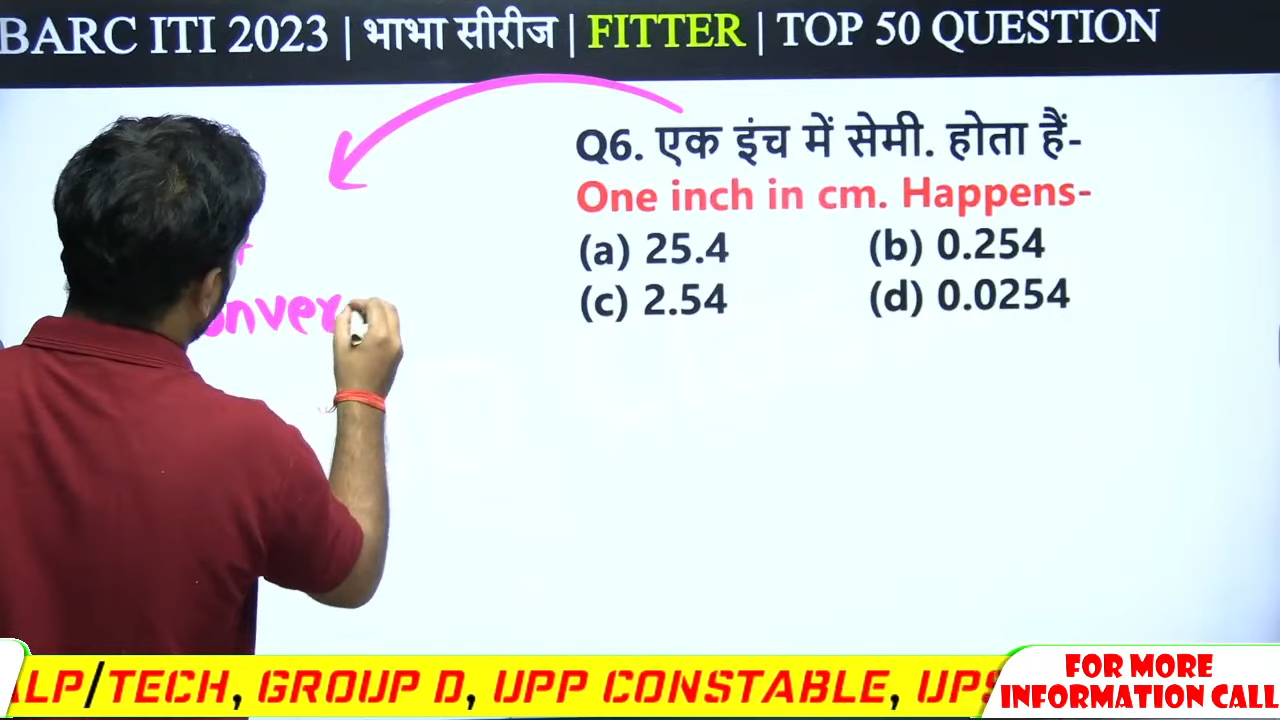 BARC ITI 2023 | भाभा सीरीज | FITTER | TOP 50 QUESTION
Q6. एक इंच में सेमी. होता हैं-
One inch in cm. Happens-
(a) 25.4 (b) 0.254
(c) 2.54 (d) 0.0254
ALP/TECH, GROUP D, UPP CONSTABLE, UPS
FOR MORE
INFORMATION CALL